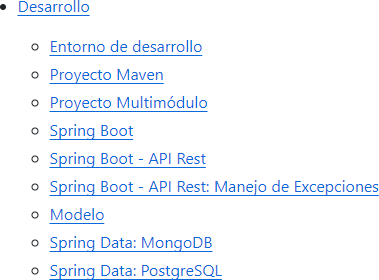 Desarrollo
Entorno de desarrollo
Proyecto Maven
Proyecto Multimódulo
Spring Boot
Spring Boot - API Rest
Spring Boot - API Rest: Manejo de Excepciones
Modelo
Spring Data: MongoDB
Spring Data: PostgreSQL